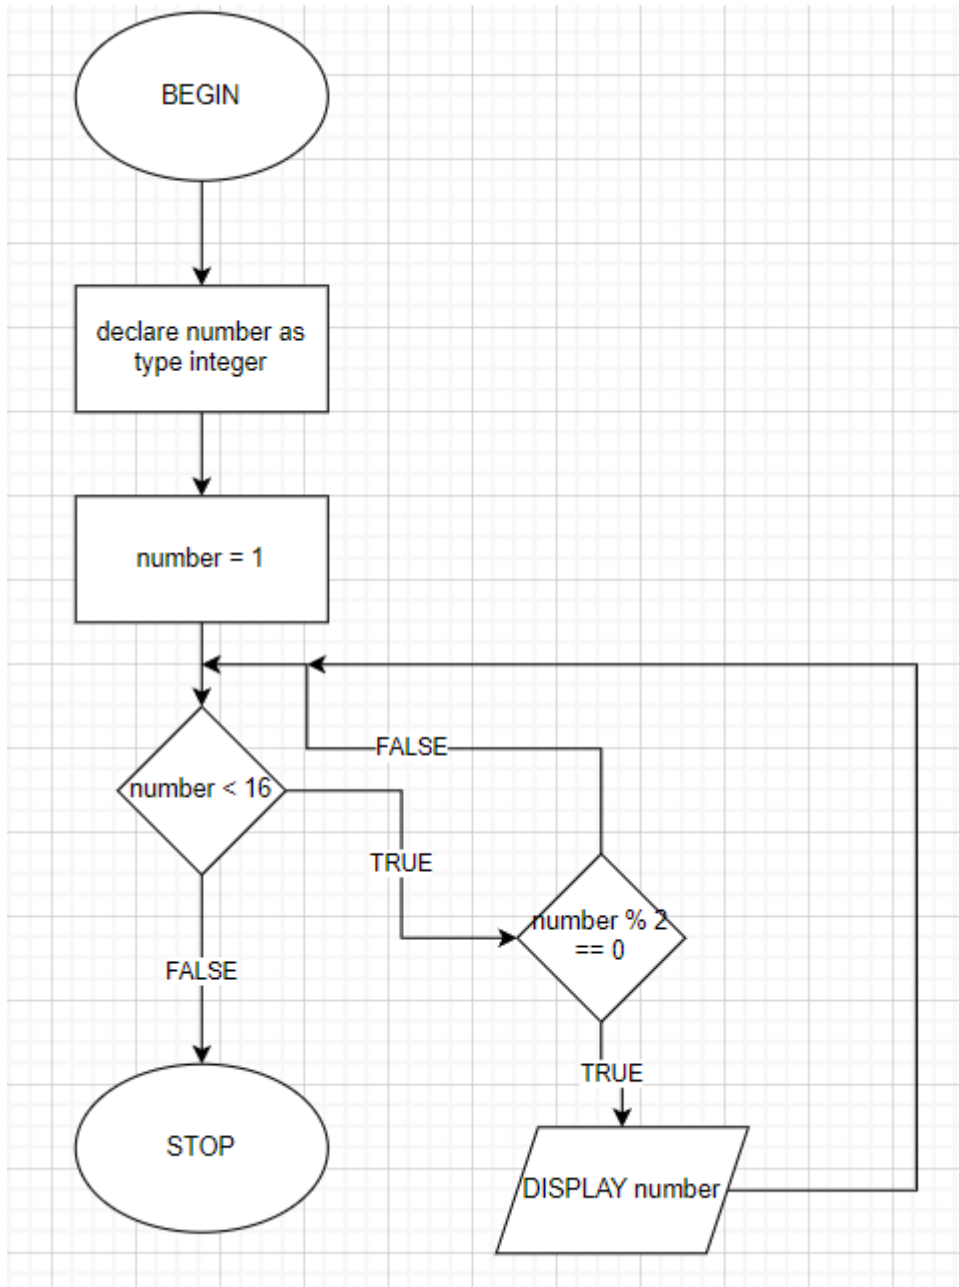 BEGIN
declare number as
type integer
number = 1
number < 16
FALSE
TRUE
number % 2
== 0
FALSE
TRUE
STOP
DISPLAY number